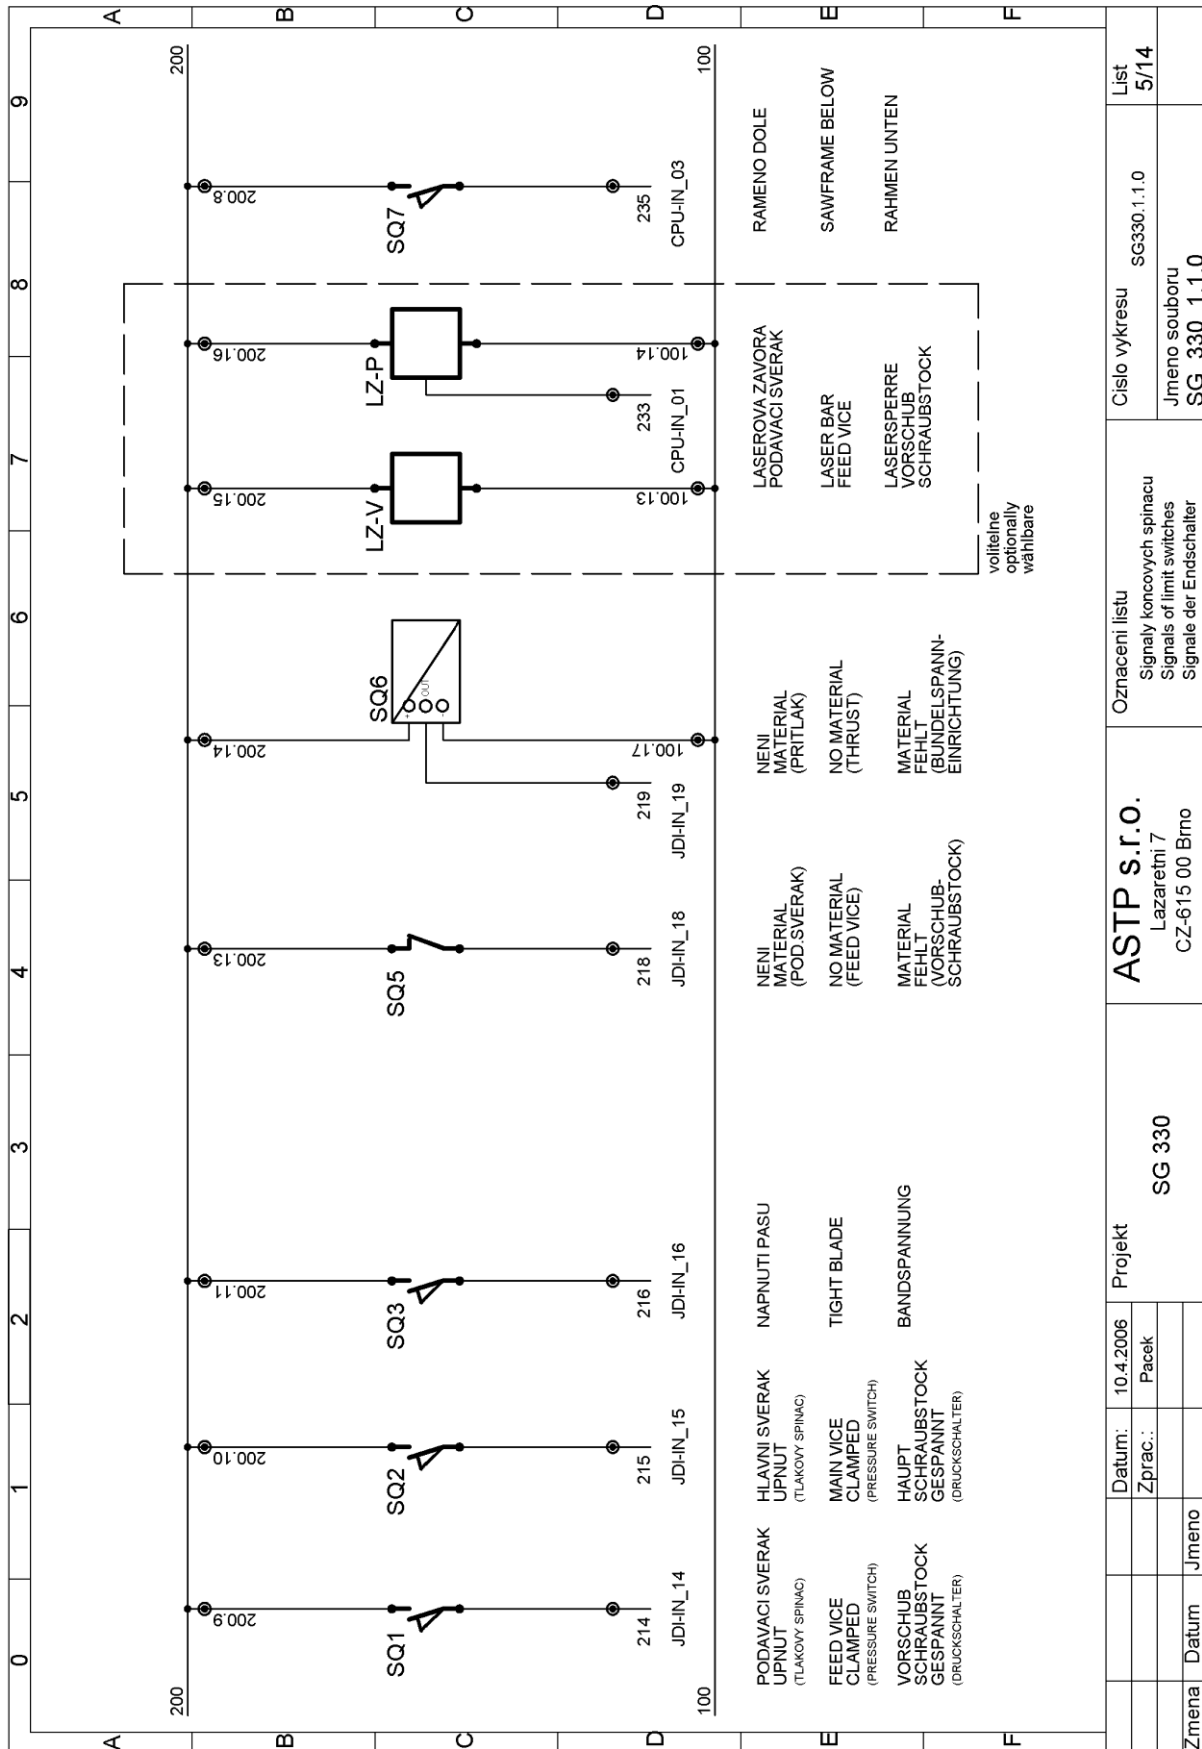 0 1 2 3 4 5 6 7 8 9
A A
B B
C C
D D
E E
F F
200 200
200.9 200.10 200.11 200.13 200.14 200.15 200.16 200.8
SQ1 SQ2 SQ3 SQ5 SQ6 LZ-V LZ-P SQ7
+ OUT -
100.17 100.13 100.14
214 215 216 218 219 233 235
JDI-IN_14 JDI-IN_15 JDI-IN_16 JDI-IN_18 JDI-IN_19 CPU-IN_01 CPU-IN_03
100 100
PODAVACI SVERAK
UPNUT
(TLAKOVY SPINAC)
FEED VICE
CLAMPED
(PRESSURE SWITCH)
VORSCHUB
SCHRAUBSTOCK
GESPANNT
(DRUCKSCHALTER)
HLAVNI SVERAK
UPNUT
(TLAKOVY SPINAC)
MAIN VICE
CLAMPED
(PRESSURE SWITCH)
HAUPT
SCHRAUBSTOCK
GESPANNT
(DRUCKSCHALTER)
NAPNUTI PASU
TIGHT BLADE
BANDSPANNUNG
NENI
MATERIAL
(POD.SVERAK)
NO MATERIAL
(FEED VICE)
MATERIAL
FEHLT
(VORSCHUB-
SCHRAUBSTOCK)
NENI
MATERIAL
(PRITLAK)
NO MATERIAL
(THRUST)
MATERIAL
FEHLT
(BUNDELSPANN-
EINRICHTUNG)
LASEROVA ZAVORA
PODAVACI SVERAK
LASER BAR
FEED VICE
LASERSPERRE
VORSCHUB
SCHRAUBSTOCK
volitelne
optionally
wählbare
RAMENO DOLE
SAWFRAME BELOW
RAHMEN UNTEN
Zmena Datum Jmeno
Datum: 10.4.2006
Zprac.: Pacek
Projekt
SG 330
ASTP s.r.o.
Lazaretni 7
CZ-615 00 Brno
Oznaceni listu
Signaly koncovych spinacu
Signals of limit switches
Signale der Endschalter
Cislo vykresu
SG330.1.1.0
Jmeno souboru
SG_330_1.1.0
List
5/14